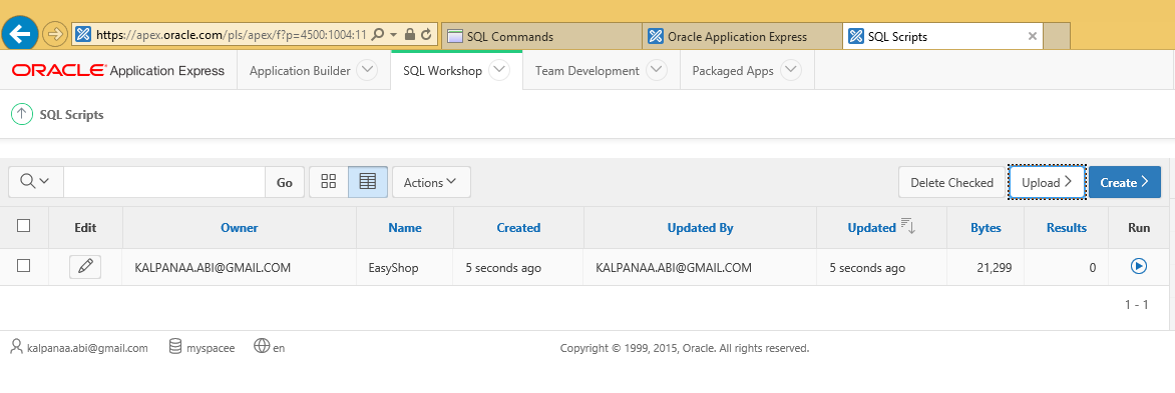 https://apex.oracle.com/pls/apex/f?p=4500:1004:11 SQL Commands Oracle Application Express SQL Scripts
ORACLE Application Express Application Builder SQL Workshop Team Development Packaged Apps
SQL Scripts
Go Actions Delete Checked Upload Create
Edit Owner Name Created Updated By Updated Bytes Results Run
KALPANAA.ABI@GMAIL.COM EasyShop 5 seconds ago KALPANAA.ABI@GMAIL.COM 5 seconds ago 21,299 0
1 - 1
kalpanaa.abi@gmail.com myspacee en Copyright © 1999, 2015, Oracle. All rights reserved.